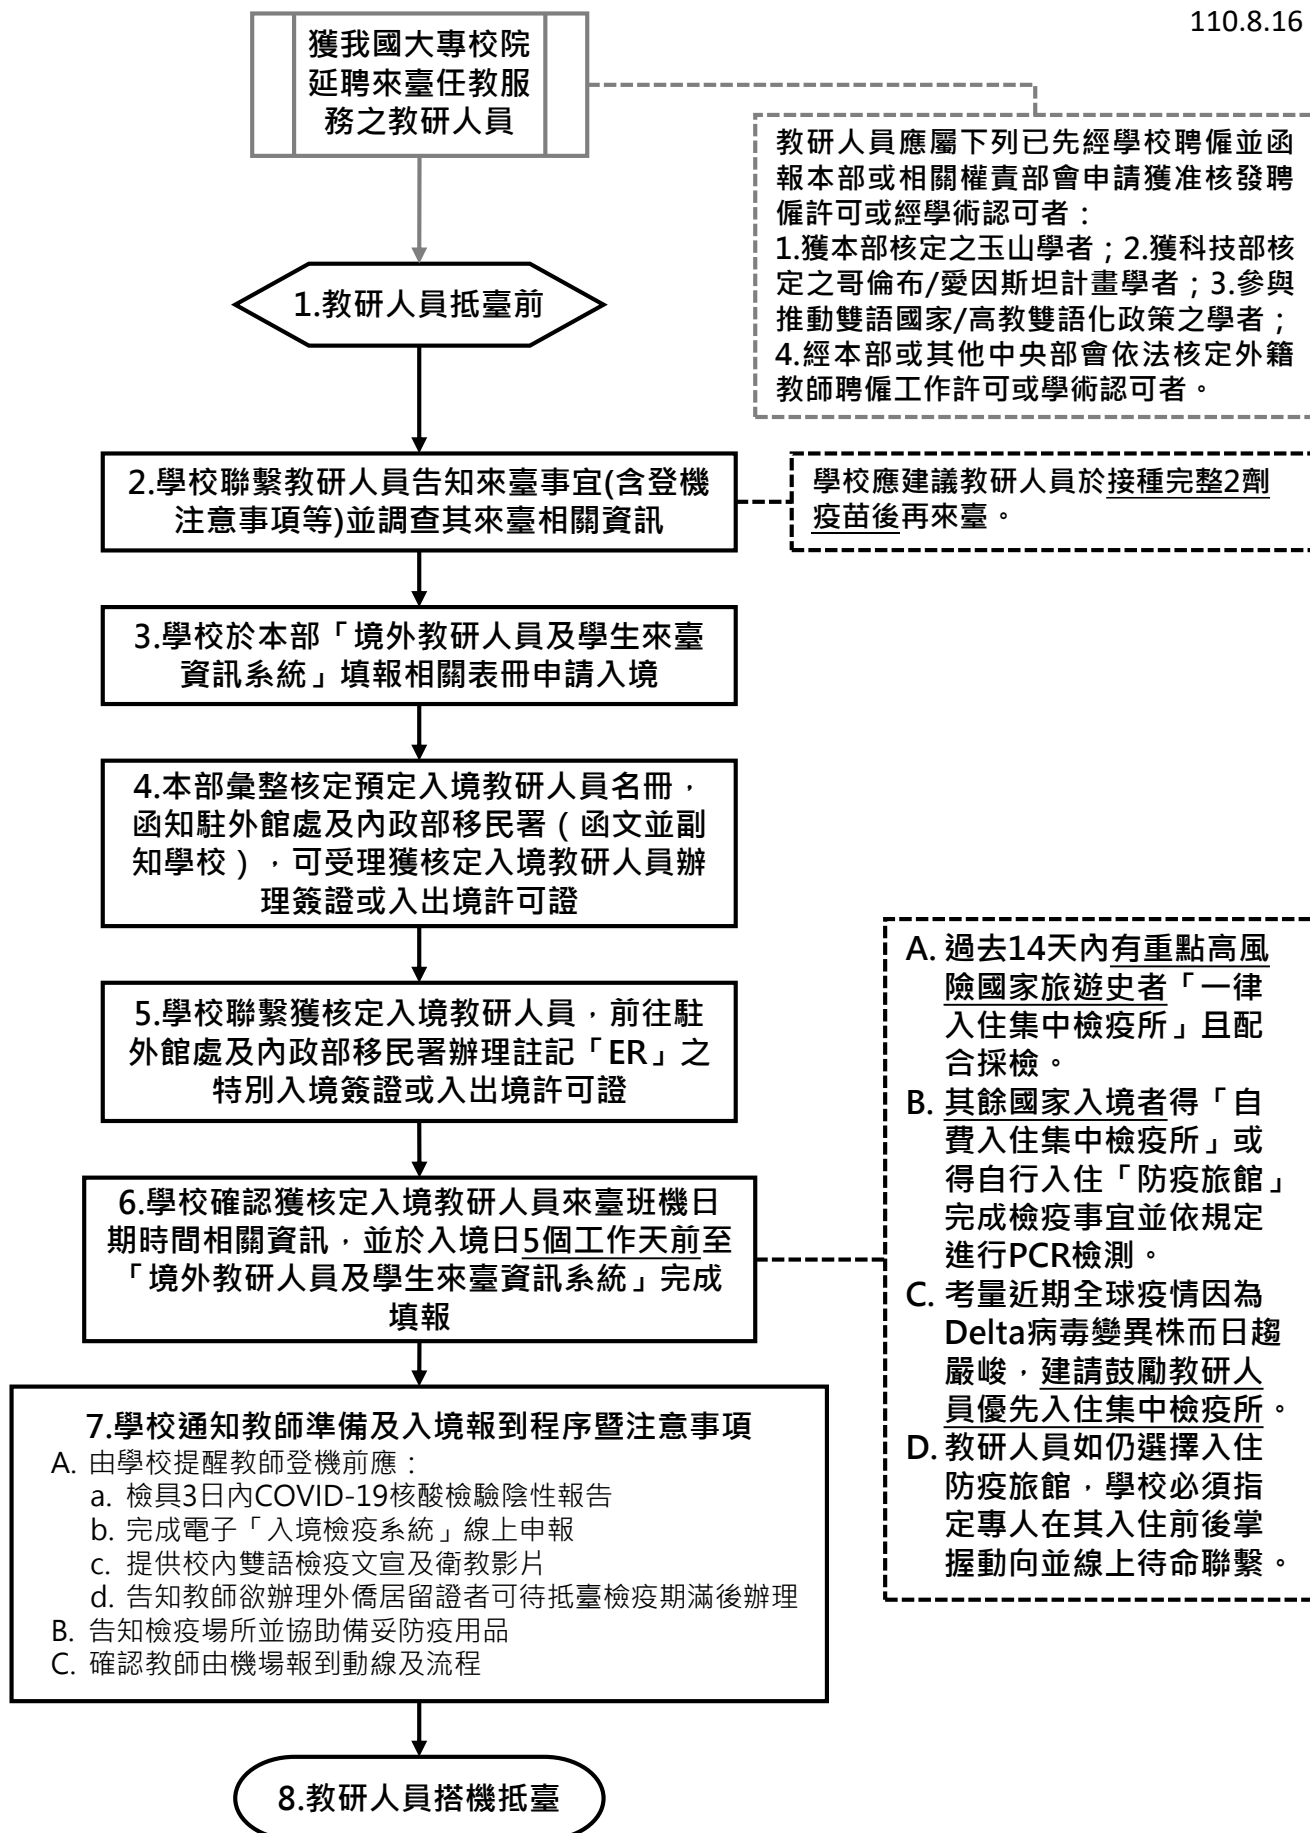 110.8.16
獲我國大專校院
延聘來臺任教服
務之教研人員
教研人員應屬下列已先經學校聘僱並函
報本部或相關權責部會申請獲准核發聘
僱許可或經學術認可者：
1.獲本部核定之玉山學者；2.獲科技部核
定之哥倫布/愛因斯坦計畫學者；3.參與
推動雙語國家/高教雙語化政策之學者；
4.經本部或其他中央部會依法核定外籍
教師聘僱工作許可或學術認可者。
1.教研人員抵臺前
2.學校聯繫教研人員告知來臺事宜(含登機
注意事項等)並調查其來臺相關資訊
學校應建議教研人員於接種完整2劑
疫苗後再來臺。
3.學校於本部「境外教研人員及學生來臺
資訊系統」填報相關表冊申請入境
4.本部彙整核定預定入境教研人員名冊，
函知駐外館處及內政部移民署（函文並副
知學校），可受理獲核定入境教研人員辦
理簽證或入出境許可證
5.學校聯繫獲核定入境教研人員，前往駐
外館處及內政部移民署辦理註記「ER」之
特別入境簽證或入出境許可證
6.學校確認獲核定入境教研人員來臺班機日
期時間相關資訊，並於入境日5個工作天前至
「境外教研人員及學生來臺資訊系統」完成
填報
A. 過去14天內有重點高風
險國家旅遊史者「一律
入住集中檢疫所」且配
合採檢。
B. 其餘國家入境者得「自
費入住集中檢疫所」或
得自行入住「防疫旅館」
完成檢疫事宜並依規定
進行PCR檢測。
C. 考量近期全球疫情因為
Delta病毒變異株而日趨
嚴峻，建請鼓勵教研人
員優先入住集中檢疫所。
D. 教研人員如仍選擇入住
防疫旅館，學校必須指
定專人在其入住前後掌
握動向並線上待命聯繫。
7.學校通知教師準備及入境報到程序暨注意事項
A. 由學校提醒教師登機前應：
a. 檢具3日內COVID-19核酸檢驗陰性報告
b. 完成電子「入境檢疫系統」線上申報
c. 提供校內雙語檢疫文宣及衛教影片
d. 告知教師欲辦理外僑居留證者可待抵臺檢疫期滿後辦理
B. 告知檢疫場所並協助備妥防疫用品
C. 確認教師由機場報到動線及流程
8.教研人員搭機抵臺